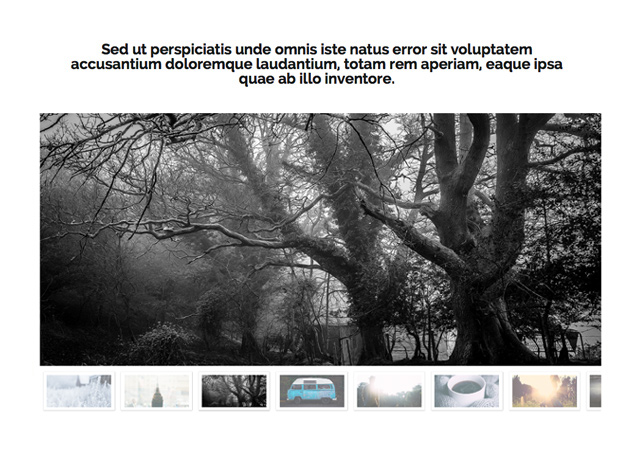 Sed ut perspiciatis unde omnis iste natus error sit voluptatem
accusantium doloremque laudantium, totam rem aperiam, eaque ipsa
quae ab illo inventore.